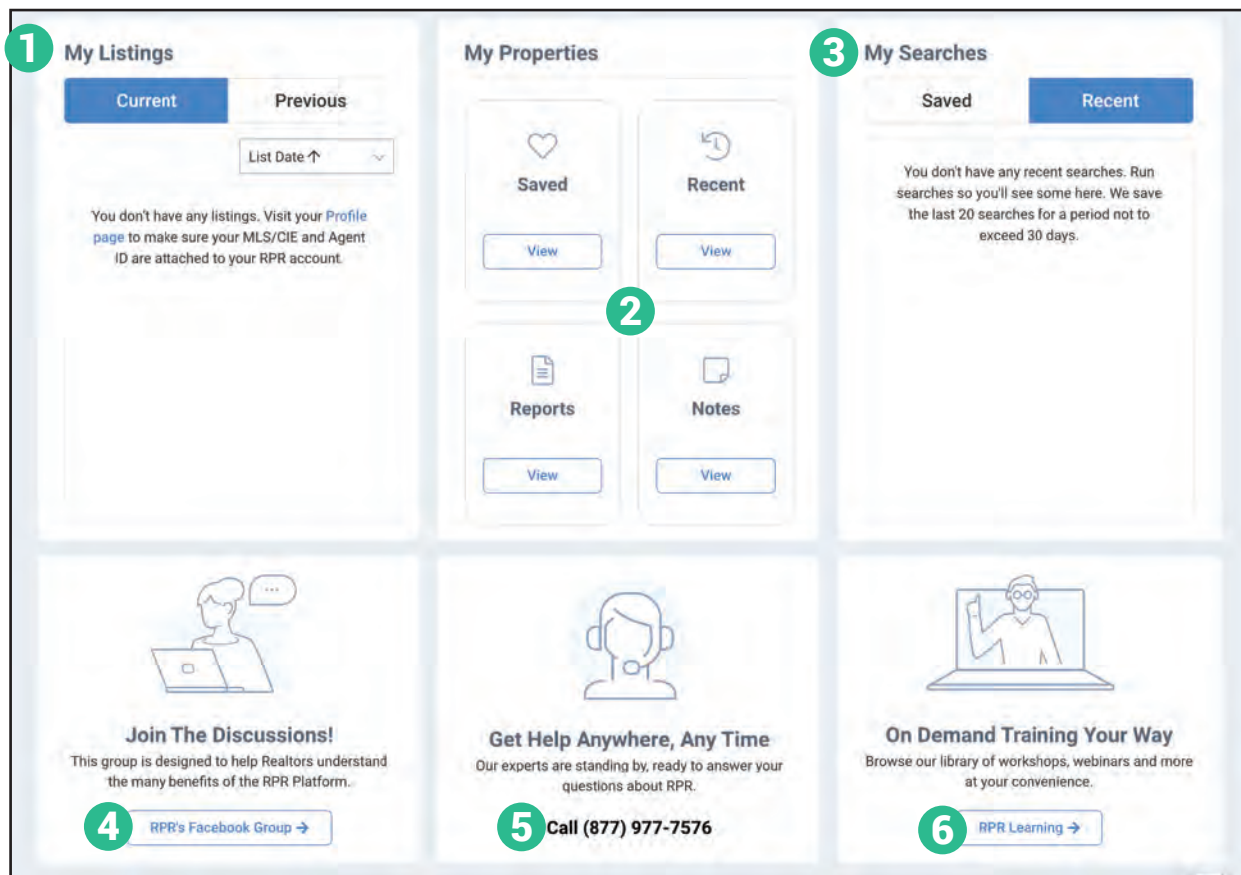 1
My Listings
Current
Previous
List Date ↑
You don't have any listings. Visit your Profile
page to make sure your MLS/CIE and Agent
ID are attached to your RPR account.
My Properties
Saved
View
Recent
View
2
Reports
View
Notes
View
3
My Searches
Saved
Recent
You don't have any recent searches. Run
searches so you'll see some here. We save
the last 20 searches for a period not to
exceed 30 days.
...
Join The Discussions!
This group is designed to help Realtors understand
the many benefits of the RPR Platform.
4
RPR's Facebook Group →
Get Help Anywhere, Any Time
Our experts are standing by, ready to answer your
questions about RPR.
5
Call (877) 977-7576
On Demand Training Your Way
Browse our library of workshops, webinars and more
at your convenience.
6
RPR Learning →